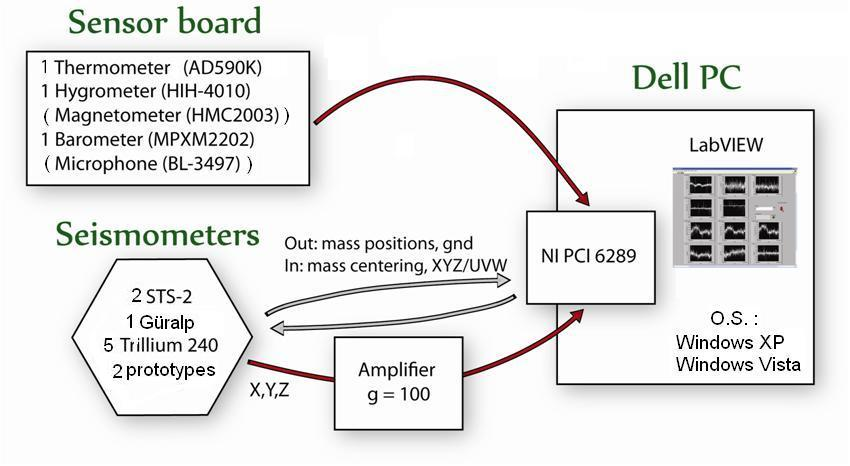 Sensor board
1 Thermometer (AD590K)
1 Hygrometer (HIH-4010)
( Magnetometer (HMC2003) )
1 Barometer (MPXM2202)
( Microphone (BL-3497) )
Dell PC
LabVIEW
NI PCI 6289
O.S. :
Windows XP
Windows Vista
Seismometers
2 STS-2
1 Güralp
5 Trillium 240
2 prototypes
Out: mass positions, gnd
In: mass centering, XYZ/UVW
X,Y,Z
Amplifier
g = 100